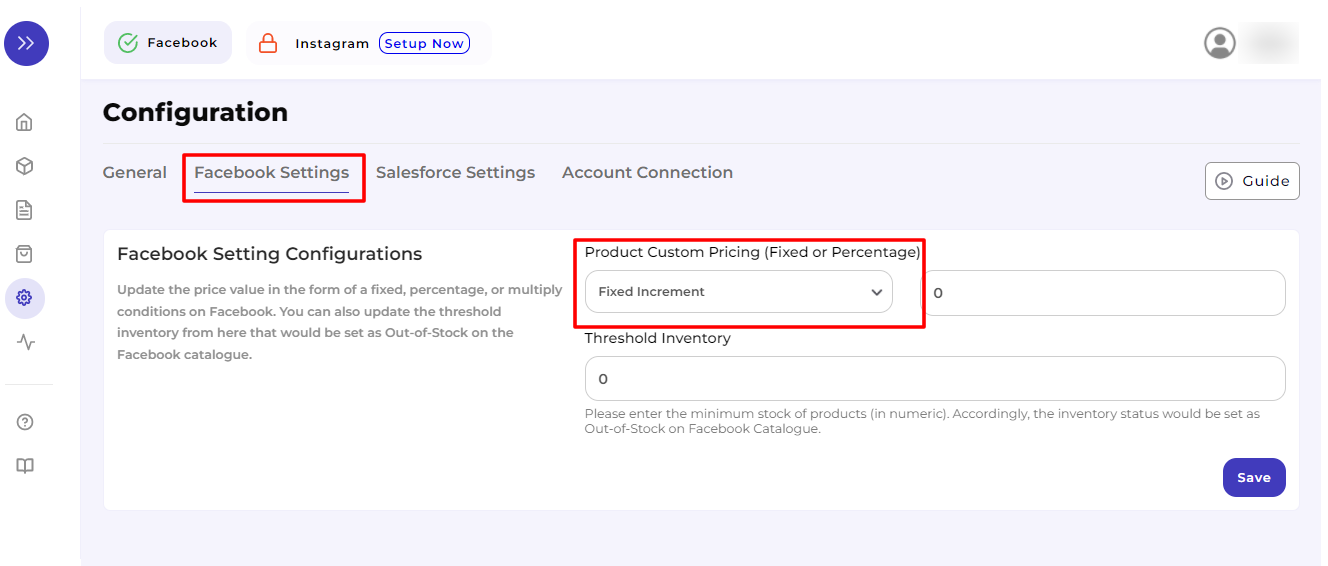 Facebook
Instagram Setup Now
Configuration
General Facebook Settings Salesforce Settings Account Connection
Guide
Facebook Setting Configurations
Update the price value in the form of a fixed, percentage, or multiply
conditions on Facebook. You can also update the threshold
inventory from here that would be set as Out-of-Stock on the
Facebook catalogue.
Product Custom Pricing (Fixed or Percentage)
Fixed Increment
0
Threshold Inventory
0
Please enter the minimum stock of products (in numeric). Accordingly, the inventory status would be set as
Out-of-Stock on Facebook Catalogue.
Save